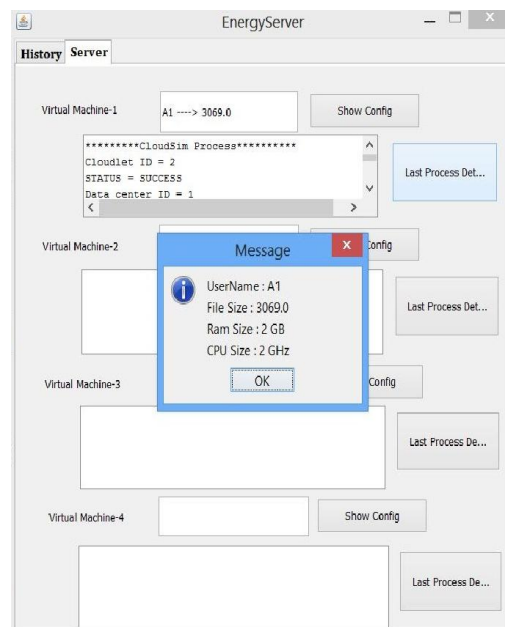 EnergyServer
History Server
Virtual Machine-1 A1 ----> 3069.0 Show Config
*********CloudSim Process**********
Cloudlet ID = 2
STATUS = SUCCESS
Data center ID = 1
Last Process Det...
Virtual Machine-2 Config
Message
UserName : A1
File Size : 3069.0
Ram Size : 2 GB
CPU Size : 2 GHz
OK
Last Process Det...
Virtual Machine-3 Config
Last Process De...
Virtual Machine-4 Show Config
Last Process De...